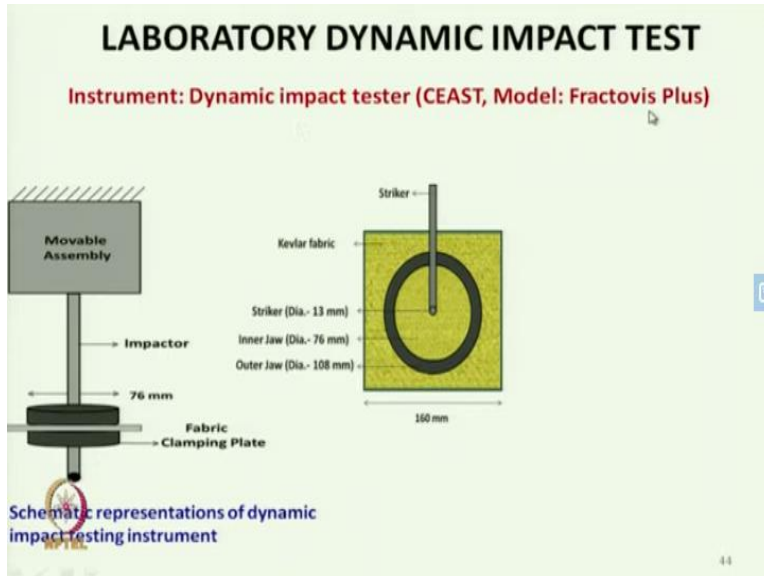 LABORATORY DYNAMIC IMPACT TEST
Instrument: Dynamic impact tester (CEAST, Model: Fractovis Plus)
Movable
Assembly
Impactor
76 mm
Fabric
Clamping Plate
Striker
Kevlar fabric
Striker (Dia.- 13 mm)
Inner Jaw (Dia.- 76 mm)
Outer Jaw (Dia.- 108 mm)
160 mm
Schematic representations of dynamic
impact testing instrument
NPTEL
44